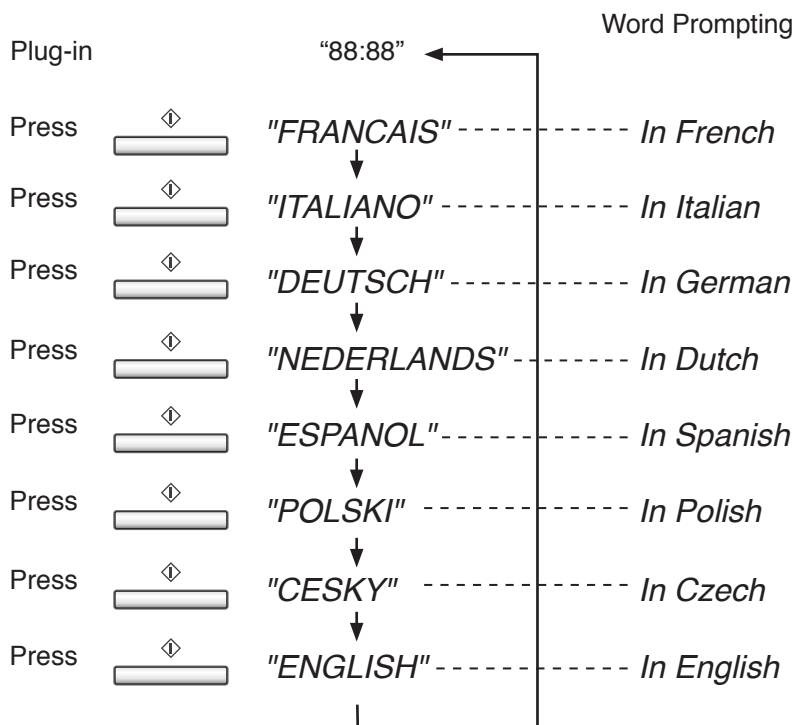 Word Prompting
Plug-in “88:88”
Press "FRANCAIS" In French
Press "ITALIANO" In Italian
Press "DEUTSCH" In German
Press "NEDERLANDS" In Dutch
Press "ESPANOL" In Spanish
Press "POLSKI" In Polish
Press "CESKY" In Czech
Press "ENGLISH" In English